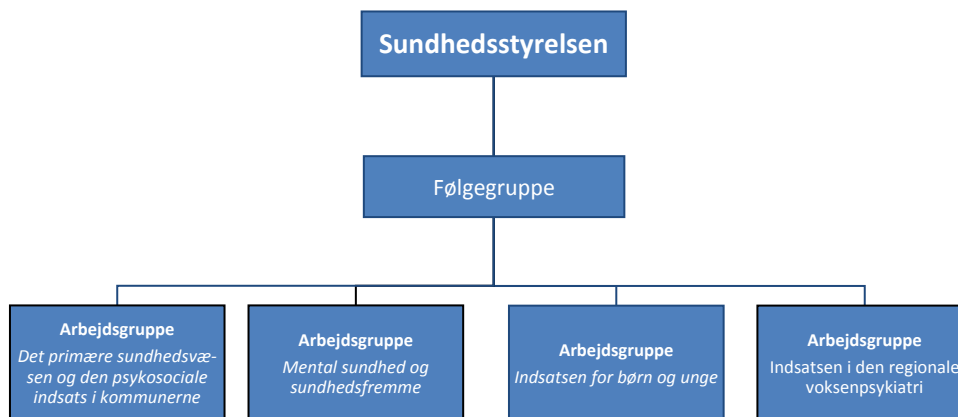 Sundhedsstyrelsen
Følgegruppe
Arbejdsgruppe
Det primære sundhedsvæ-
sen og den psykosociale
indsats i kommunerne
Arbejdsgruppe
Mental sundhed og
sundhedsfremme
Arbejdsgruppe
Indsatsen for børn og unge
Arbejdsgruppe
Indsatsen i den regionale
voksenpsykiatri